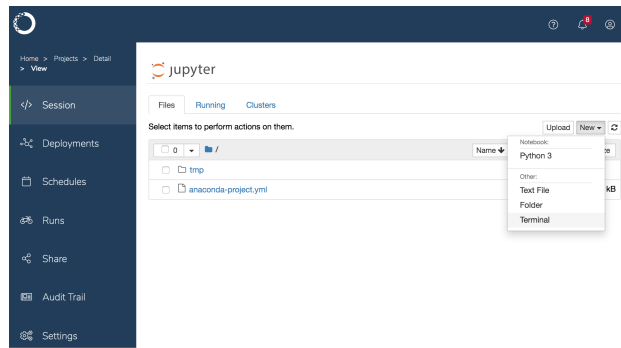 8
Home > Projects > Detail
> View
jupyter
</> Session
Files Running Clusters
Select items to perform actions on them.
Upload New
Deployments
0 / Name
Notebook:
Python 3
tmp
Other:
Schedules
anaconda-project.yml
Text File
kB
Folder
Runs
Terminal
Share
Audit Trail
Settings